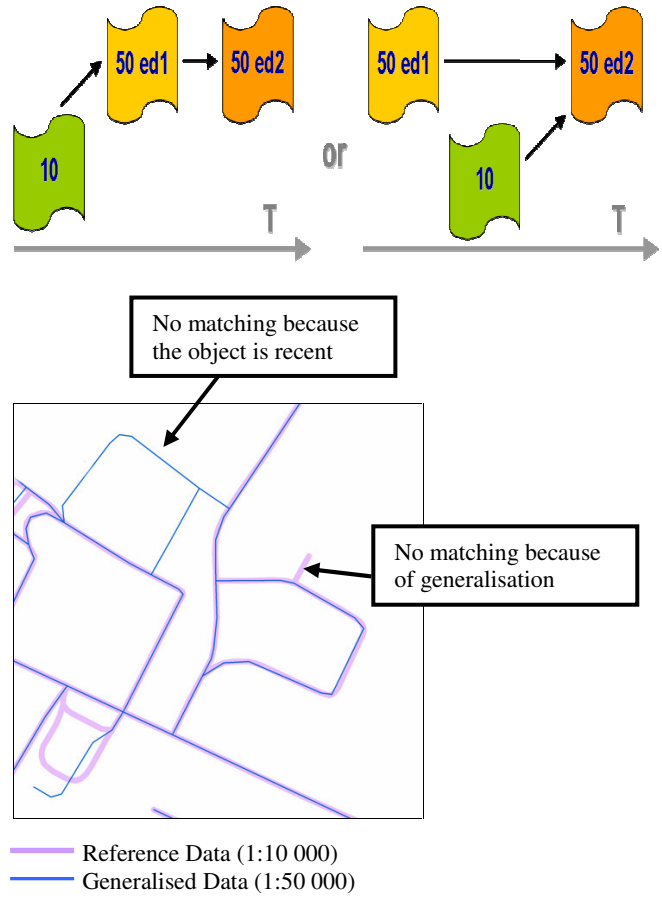 50 ed1
50 ed2
10
T
or
50 ed1
50 ed2
10
T
No matching because
the object is recent
No matching because
of generalisation
Reference Data (1:10 000)
Generalised Data (1:50 000)